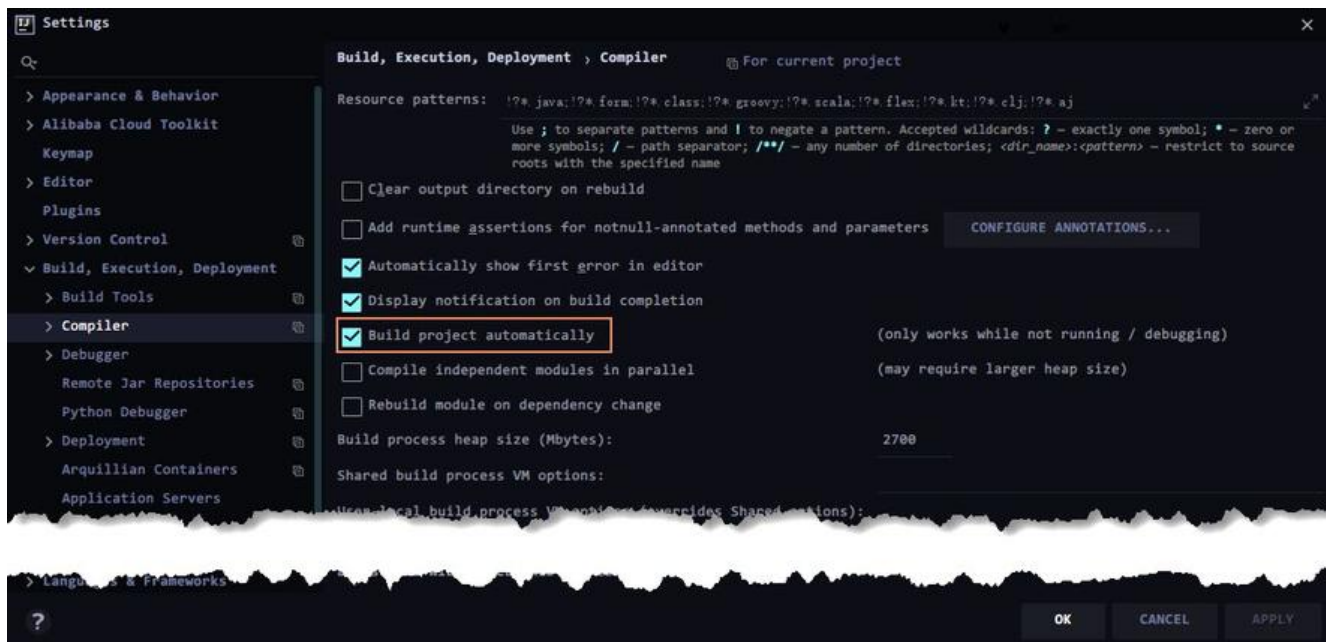 Settings
Appearance & Behavior
Alibaba Cloud Toolkit
Keymap
Editor
Plugins
Version Control
Build, Execution, Deployment
Build Tools
Compiler
Debugger
Remote Jar Repositories
Python Debugger
Deployment
Arquillian Containers
Application Servers
& Frameworks
Build, Execution, Deployment › Compiler
For current project
Resource patterns: !?*.java;!?*.form;!?*.class;!?*.groovy;!?*.scala;!?*.flex;!?*.kt;!?*.clj;!?*.aj
Use ; to separate patterns and ! to negate a pattern. Accepted wildcards: ? — exactly one symbol; * — zero or
more symbols; / — path separator; /**/ — any number of directories; <dir_name>:<pattern> — restrict to source
roots with the specified name
Clear output directory on rebuild
Add runtime assertions for notnull-annotated methods and parameters CONFIGURE ANNOTATIONS...
Automatically show first error in editor
Display notification on build completion
Build project automatically (only works while not running / debugging)
Compile independent modules in parallel (may require larger heap size)
Rebuild module on dependency change
Build process heap size (Mbytes): 2700
Shared build process VM options:
build process Shared
? OK CANCEL APPLY